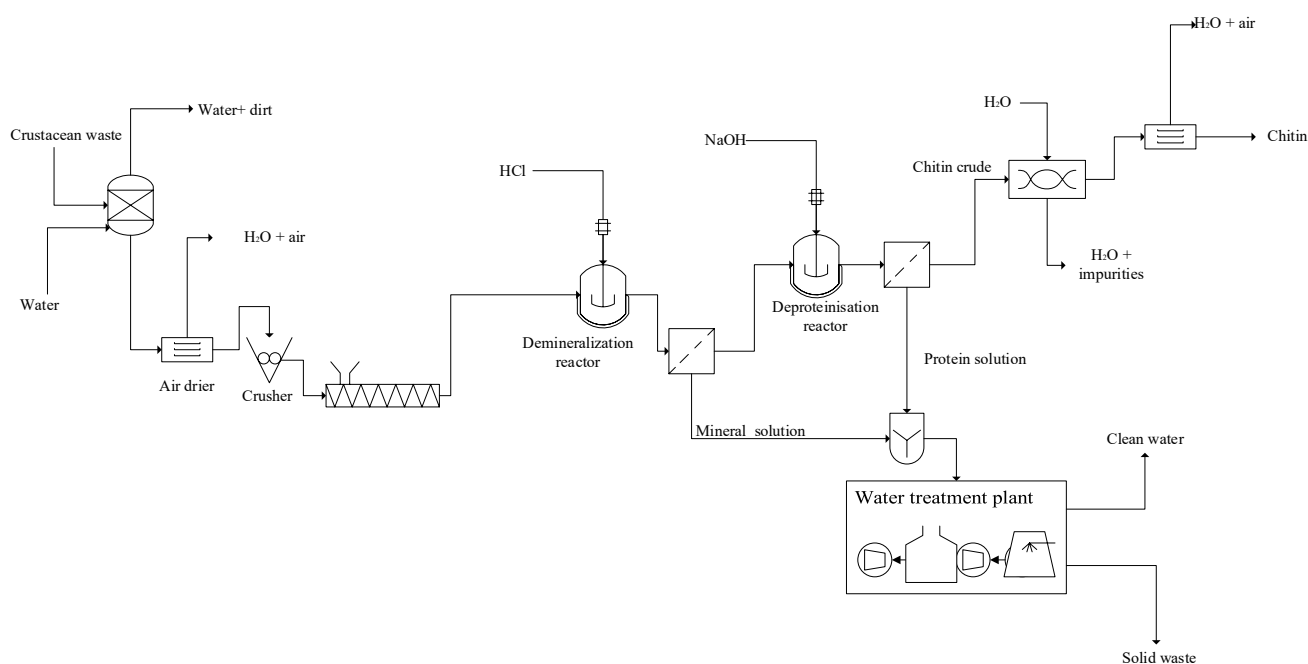 H₂O + air
Water+ dirt
Crustacean waste
H₂O
NaOH
Chitin
Chitin crude
HCl
H₂O + air
H₂O +
impurities
Water
Deproteinisation
reactor
Demineralization
reactor
Protein solution
Air drier
Crusher
Mineral solution
Clean water
Water treatment plant
Solid waste